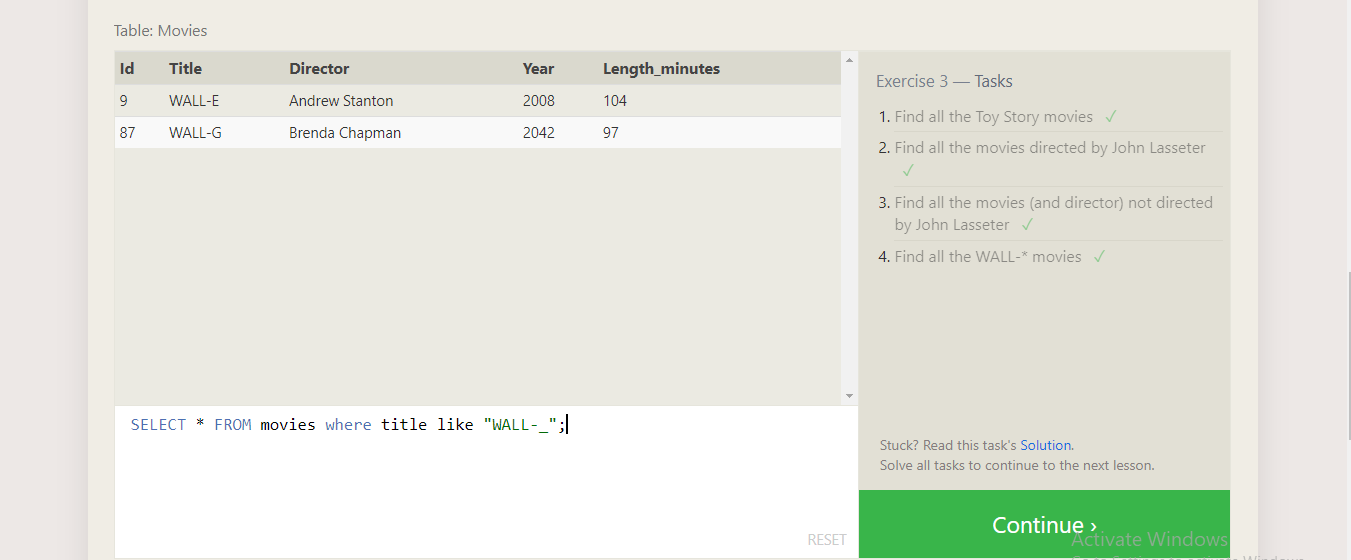 Table: Movies
Id Title Director Year Length_minutes
9 WALL-E Andrew Stanton 2008 104
87 WALL-G Brenda Chapman 2042 97
SELECT * FROM movies where title like "WALL-_";
RESET
Exercise 3 — Tasks
1. Find all the Toy Story movies ✓
2. Find all the movies directed by John Lasseter
✓
3. Find all the movies (and director) not directed
by John Lasseter ✓
4. Find all the WALL-* movies ✓
Stuck? Read this task's Solution.
Solve all tasks to continue to the next lesson.
Continue ›
Activate Windows